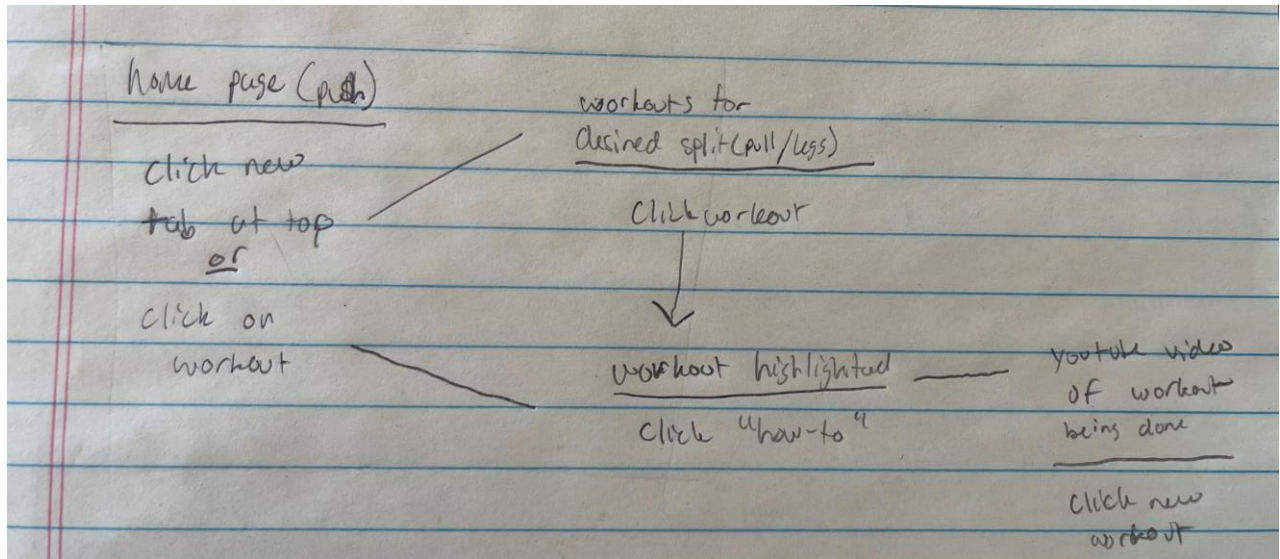 home page (push)
click new
tab at top
or
click on
workout
workouts for
desired split (pull/legs)
Click workout
workout highlighted
click "how-to"
youtube video
of workout
being done
click new
workout